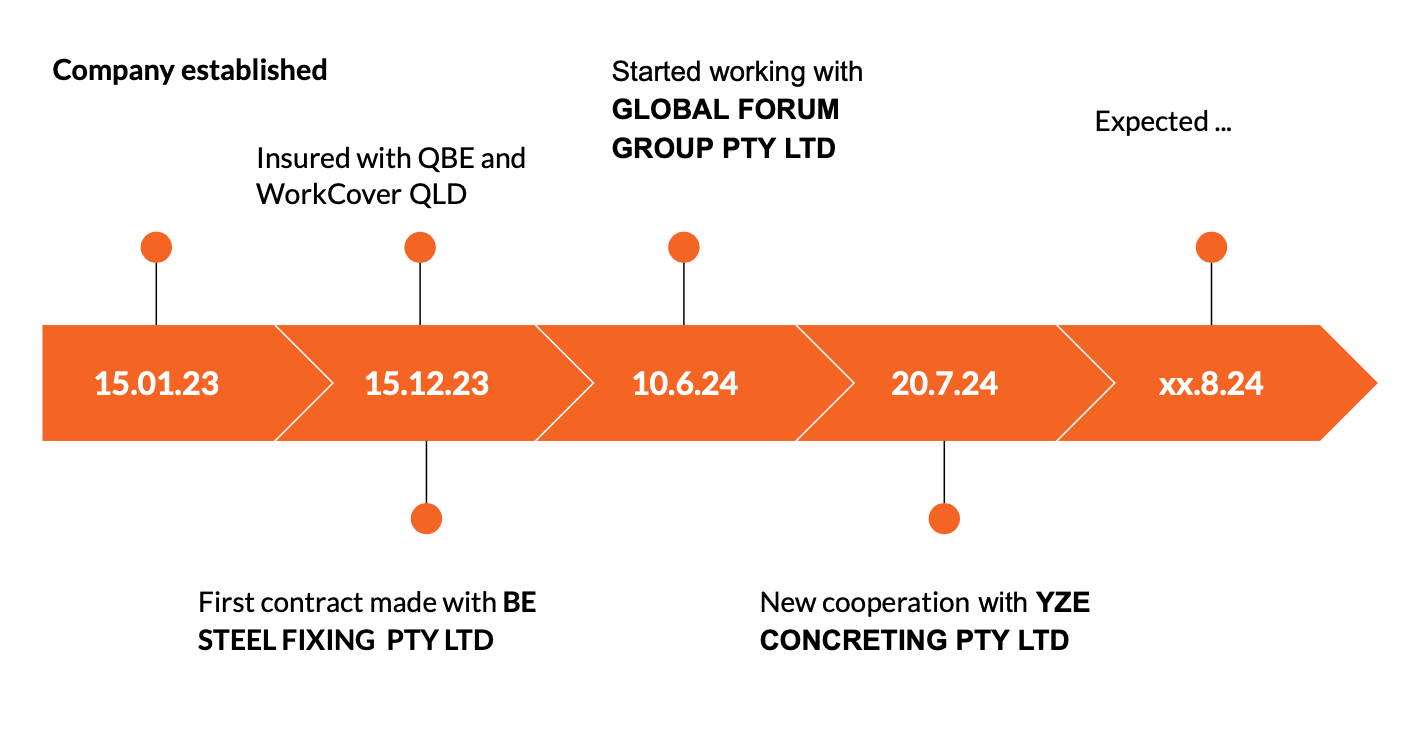 Company established
Insured with QBE and
WorkCover QLD
Started working with
GLOBAL FORUM
GROUP PTY LTD
Expected ...
15.01.23
15.12.23
10.6.24
20.7.24
xx.8.24
First contract made with BE
STEEL FIXING PTY LTD
New cooperation with YZE
CONCRETING PTY LTD